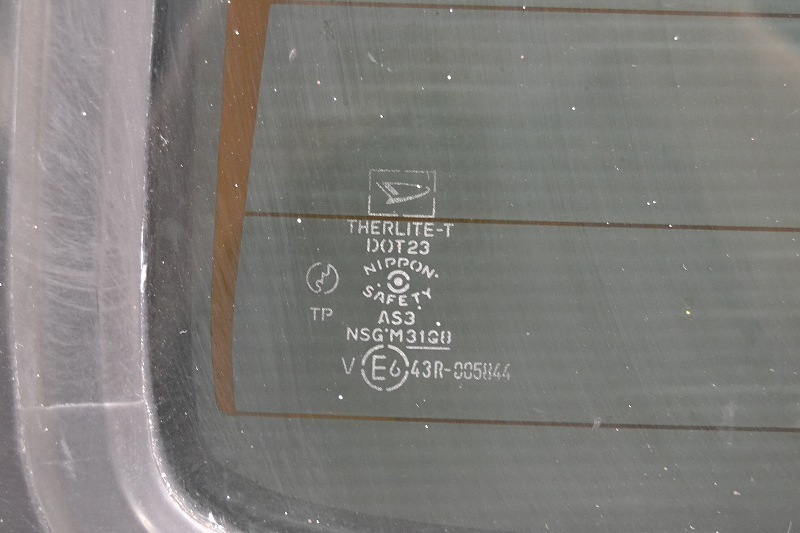 THERLITE-T
DOT23
NIPPON
SAFETY
TP
AS3
NSG M31G8
V E6 43R-005844